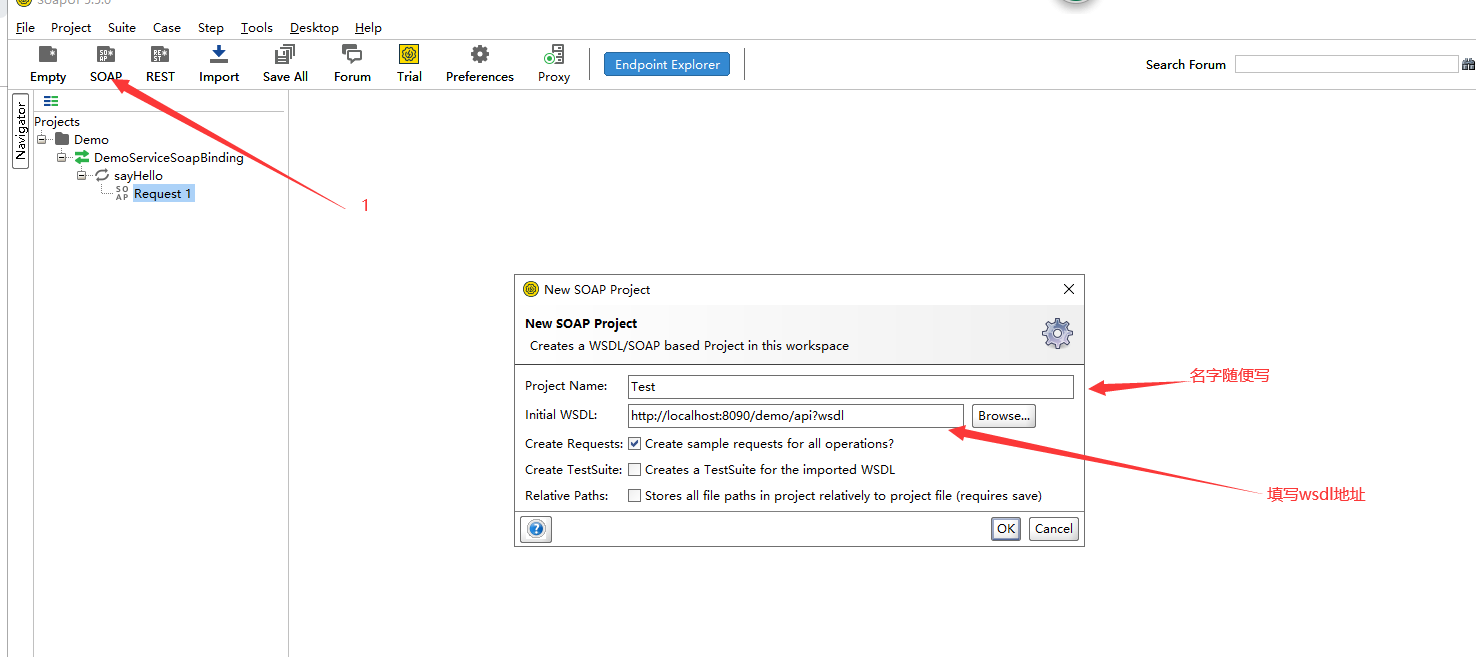 SoapUI 5.5.0
File Project Suite Case Step Tools Desktop Help
Empty SOAP REST Import Save All Forum Trial Preferences Proxy Endpoint Explorer Search Forum
Navigator
Projects
Demo
DemoServiceSoapBinding
sayHello
SO
AP
Request 1
1
New SOAP Project
New SOAP Project
Creates a WSDL/SOAP based Project in this workspace
Project Name: Test
名字随便写
Initial WSDL: http://localhost:8090/demo/api?wsdl Browse...
Create Requests: Create sample requests for all operations?
Create TestSuite: Creates a TestSuite for the imported WSDL
Relative Paths: Stores all file paths in project relatively to project file (requires save)
填写wsdl地址
OK Cancel